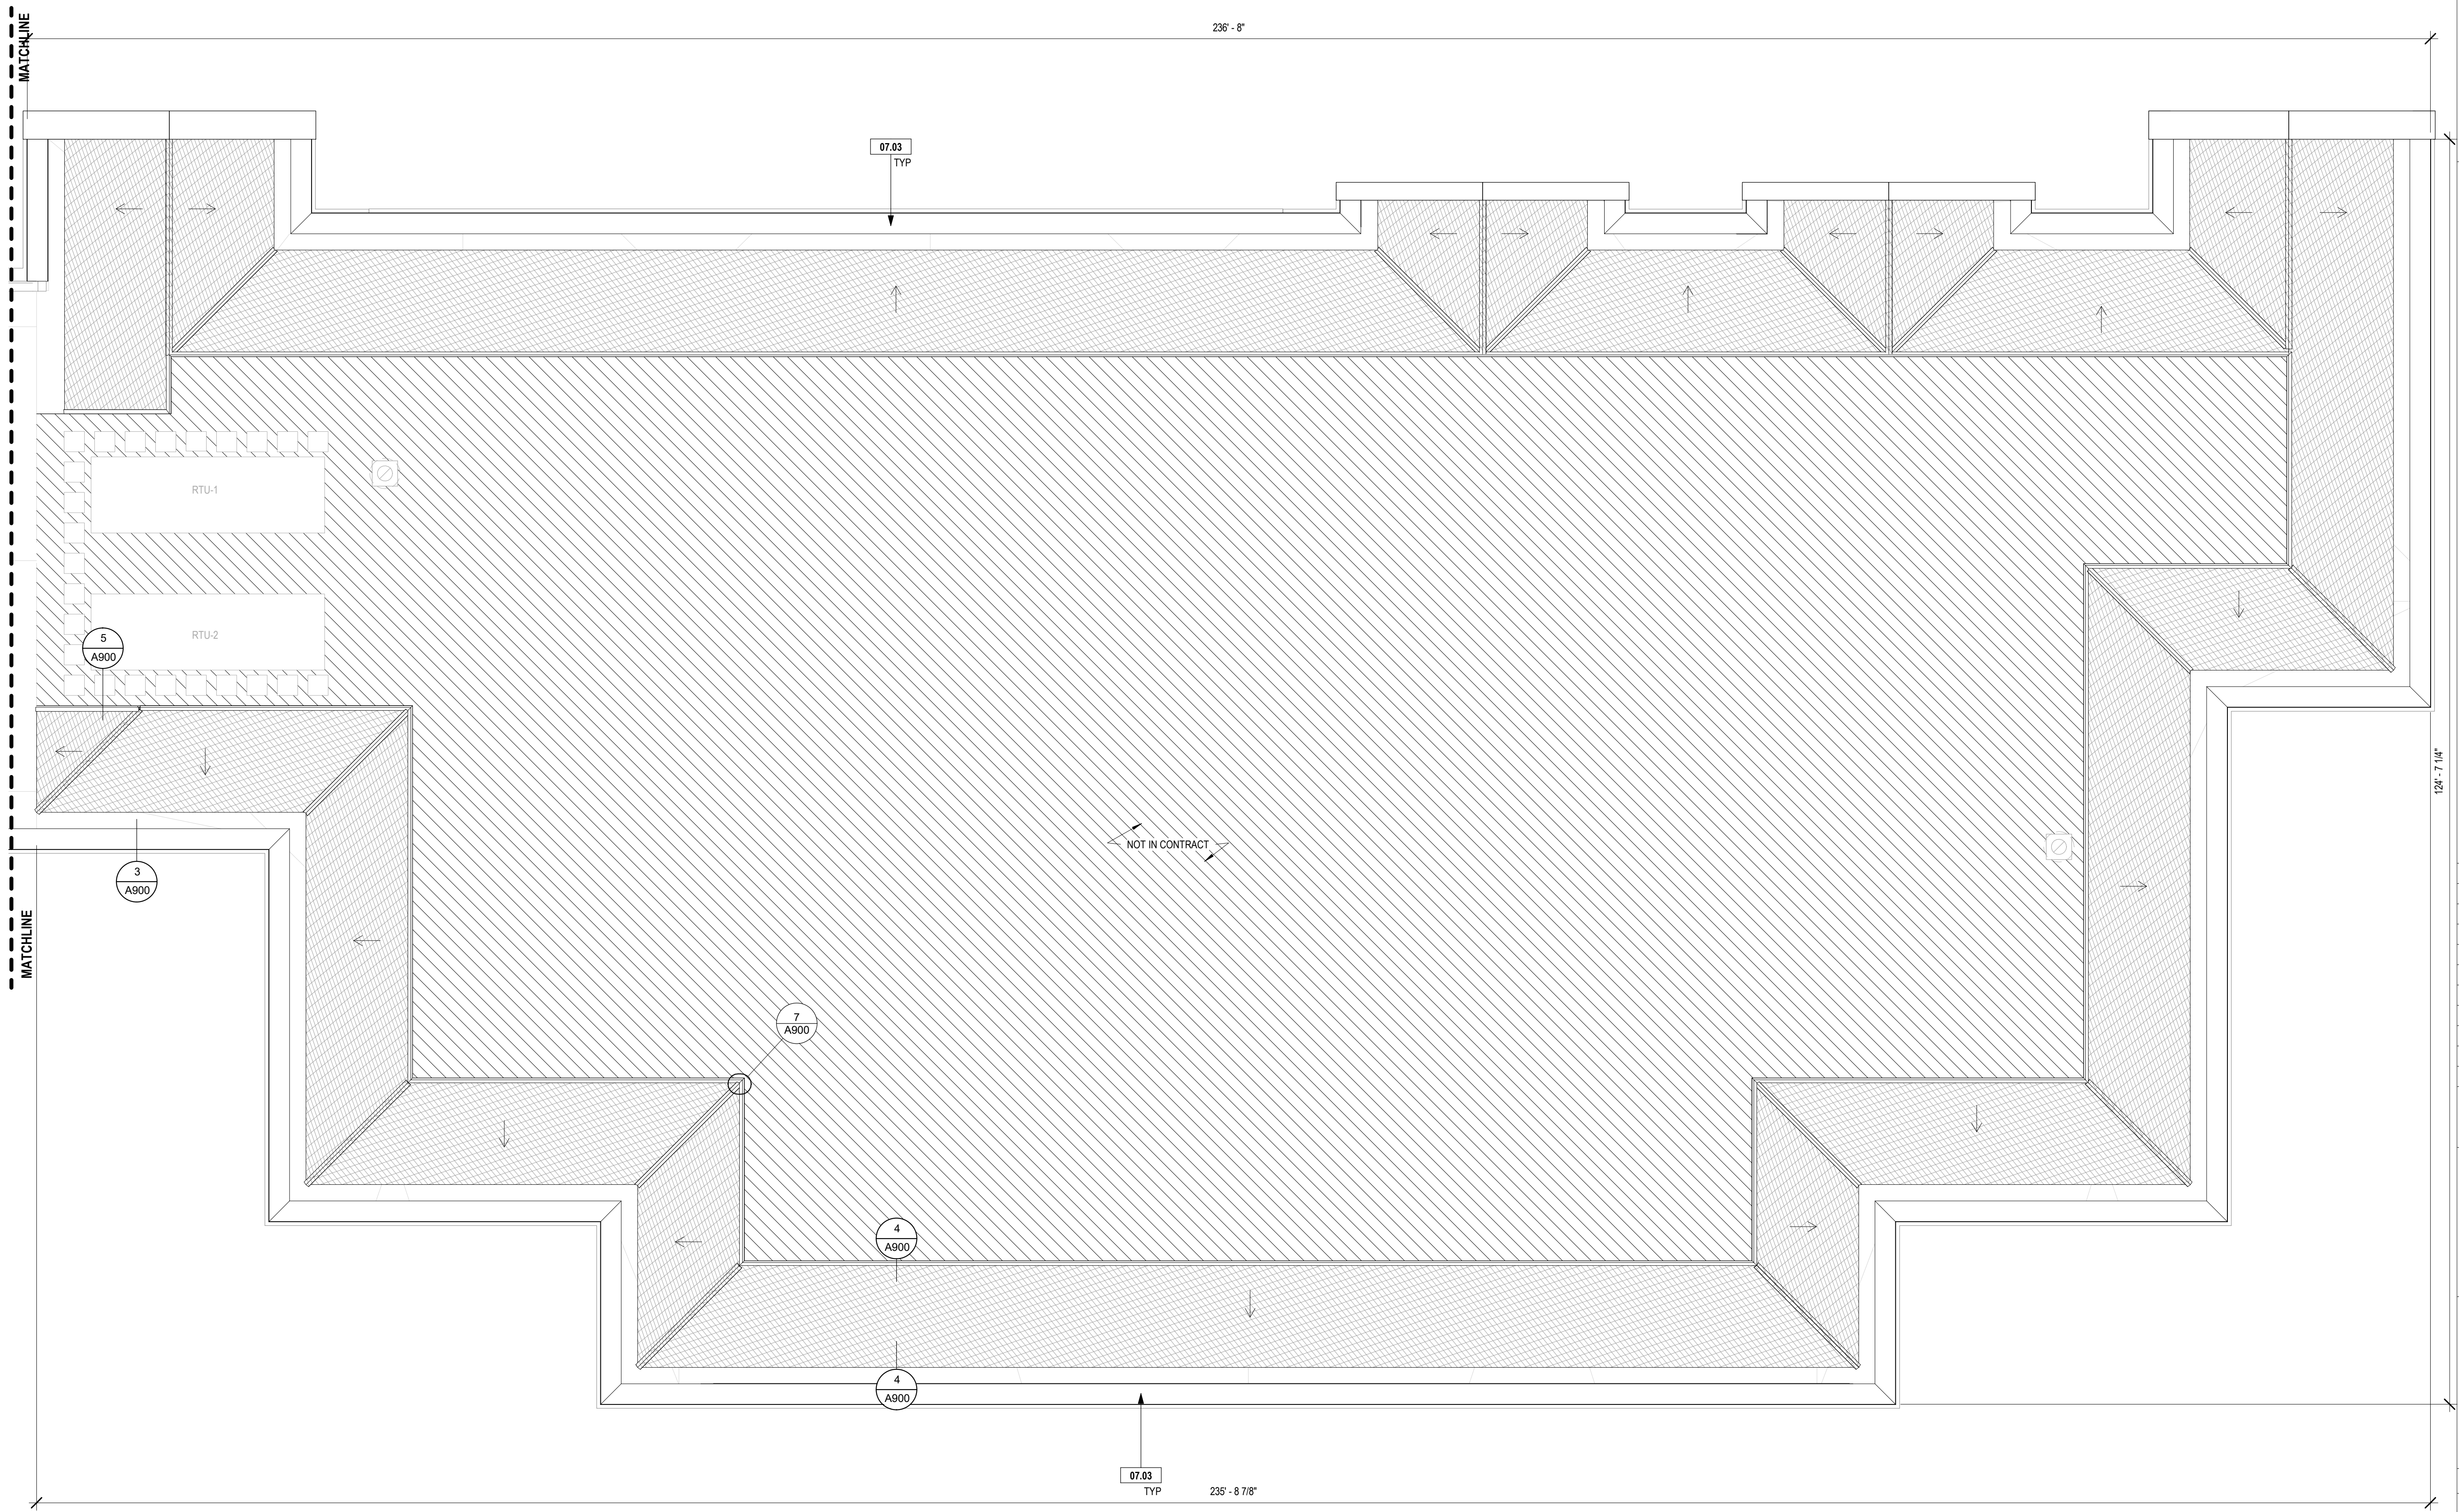 MATCHLINE
236' - 8"
07.03
TYP
RTU-1
RTU-2
5
A900
124' - 7 1/4"
NOT IN CONTRACT
3
A900
MATCHLINE
7
A900
4
A900
4
A900
07.03
TYP
235' - 8 7/8"